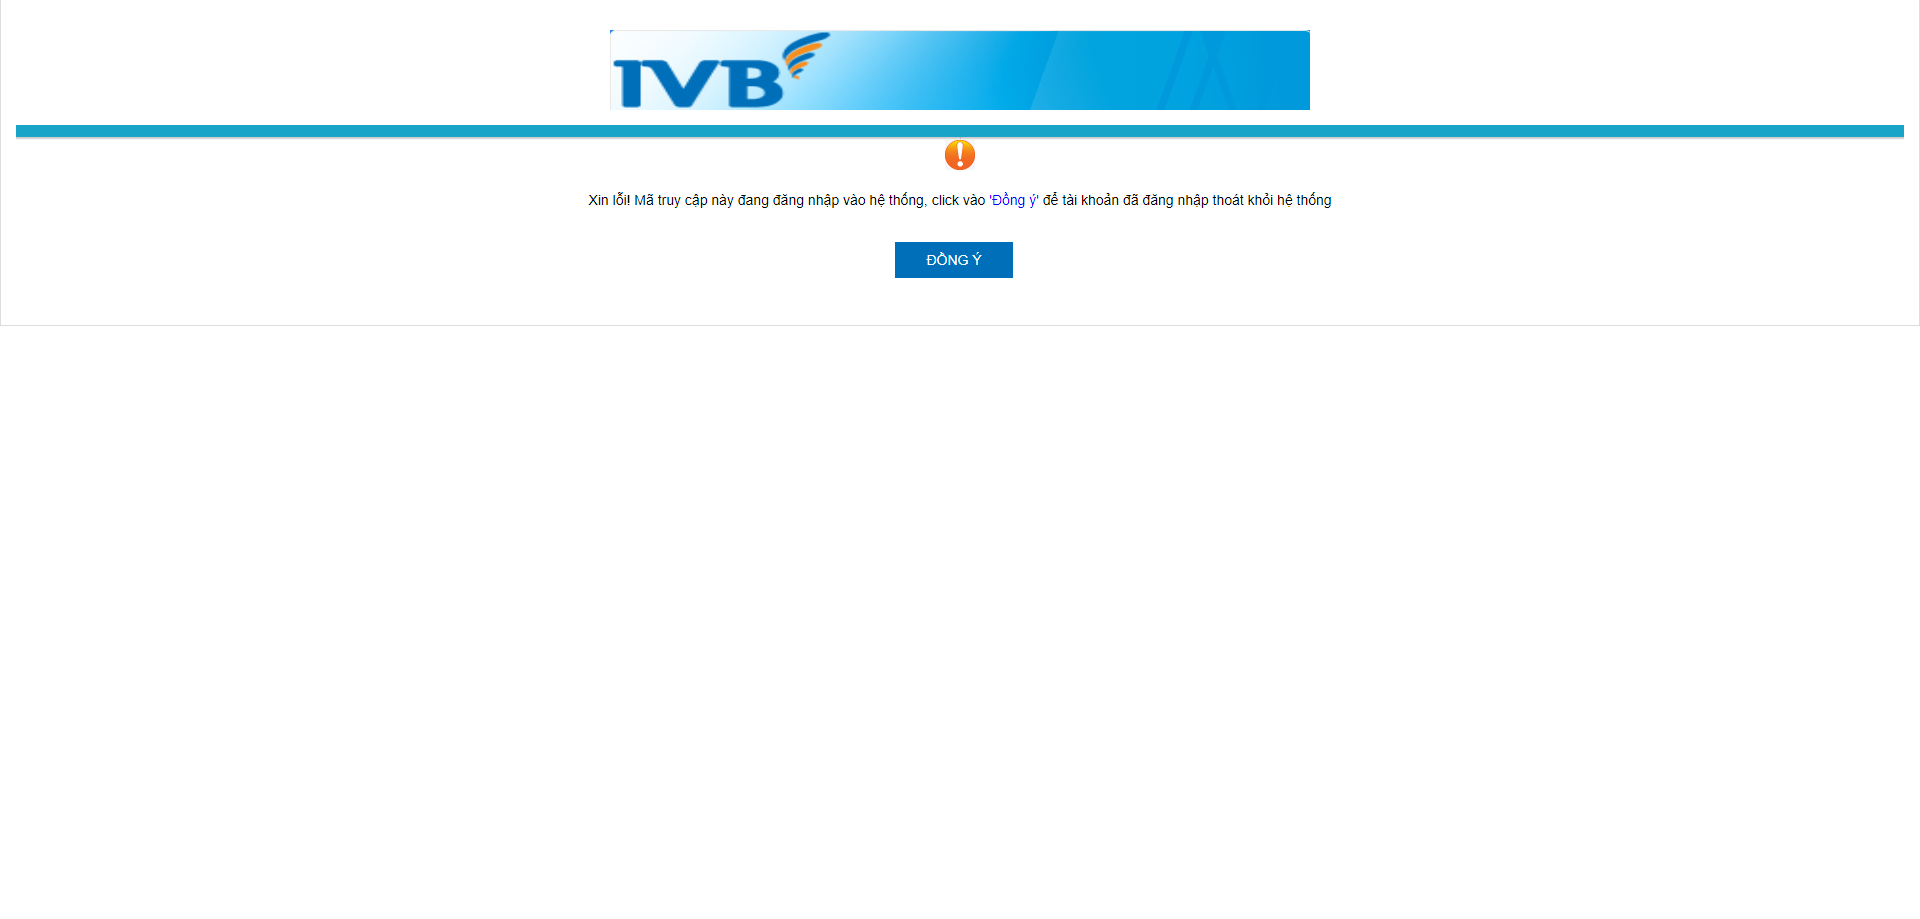 IVB
Xin lỗi! Mã truy cập này đang đăng nhập vào hệ thống, click vào 'Đồng ý' để tài khoản đã đăng nhập thoát khỏi hệ thống
ĐỒNG Ý